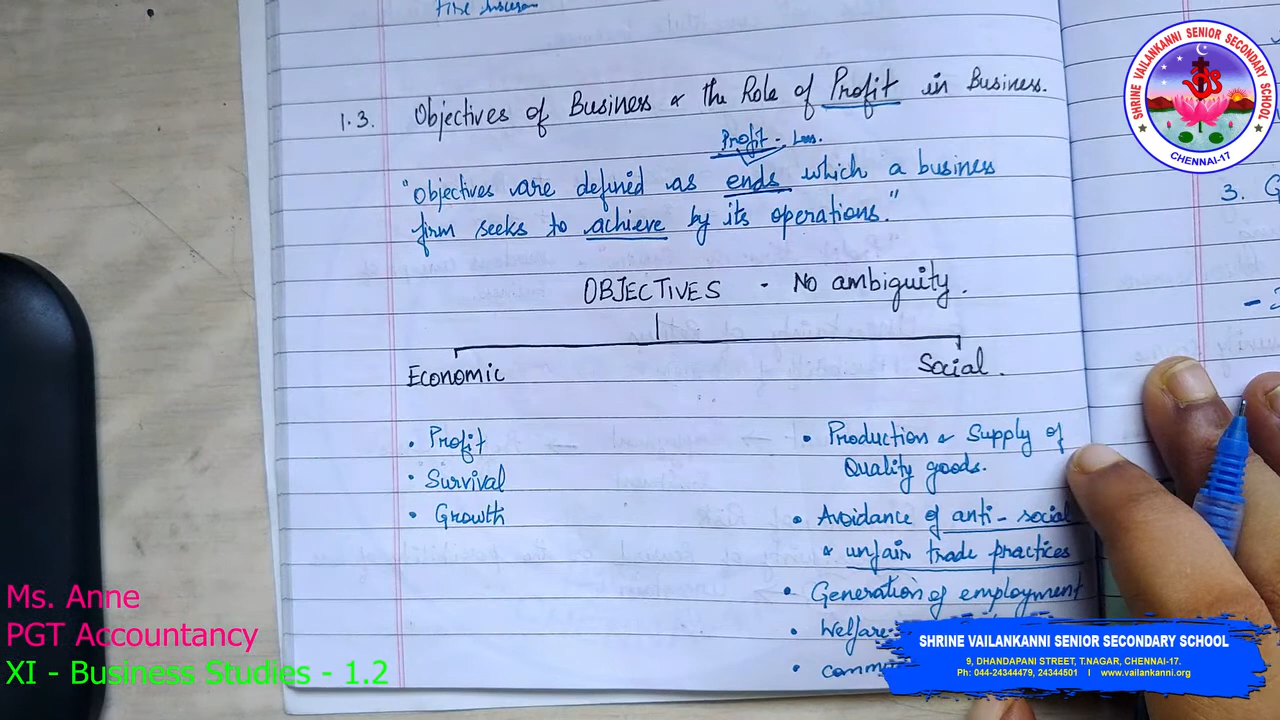 1.3. Objectives of Business & the Role of Profit in Business.
Profit - Loss.
"Objectives are defined as ends which a business
firm seeks to achieve by its operations."
OBJECTIVES - No ambiguity.
Economic
Social.
• Profit
• Survival
• Growth
• Production & Supply of
Quality goods.
• Avoidance of anti-social
& unfair trade practices
• Generation of employment
• Welfare
•
3.
SHRINE VAILANKANNI SENIOR SECONDARY SCHOOL
CHENNAI-17
Ms. Anne
PGT Accountancy
XI - Business Studies - 1.2
SHRINE VAILANKANNI SENIOR SECONDARY SCHOOL
9, DHANDAPANI STREET, T.NAGAR, CHENNAI-17.
Ph: 044-24344479, 24344501 I www.vailankanni.org